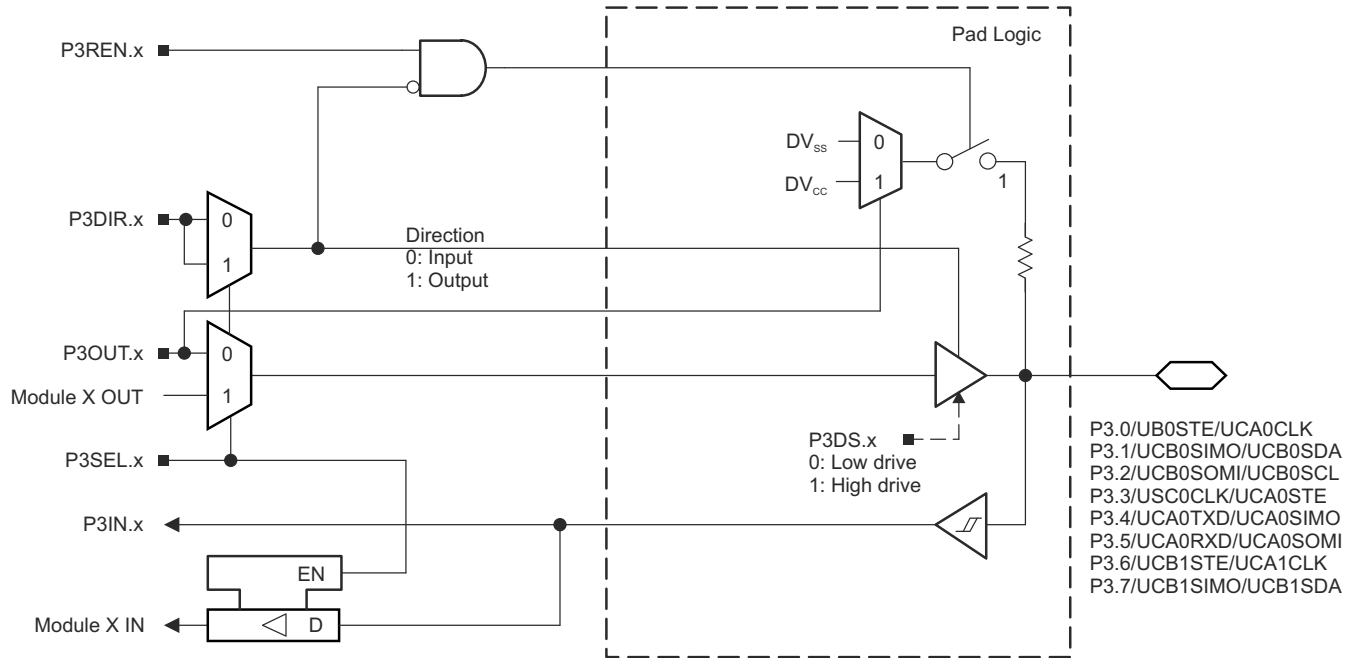 Pad Logic
P3REN.x
DVSS
0
DVCC
1
1
P3DIR.x
0
1
Direction
0: Input
1: Output
P3OUT.x
0
Module X OUT
1
P3DS.x
0: Low drive
1: High drive
P3SEL.x
P3IN.x
EN
D
Module X IN
P3.0/UB0STE/UCA0CLK
P3.1/UCB0SIMO/UCB0SDA
P3.2/UCB0SOMI/UCB0SCL
P3.3/USC0CLK/UCA0STE
P3.4/UCA0TXD/UCA0SIMO
P3.5/UCA0RXD/UCA0SOMI
P3.6/UCB1STE/UCA1CLK
P3.7/UCB1SIMO/UCB1SDA